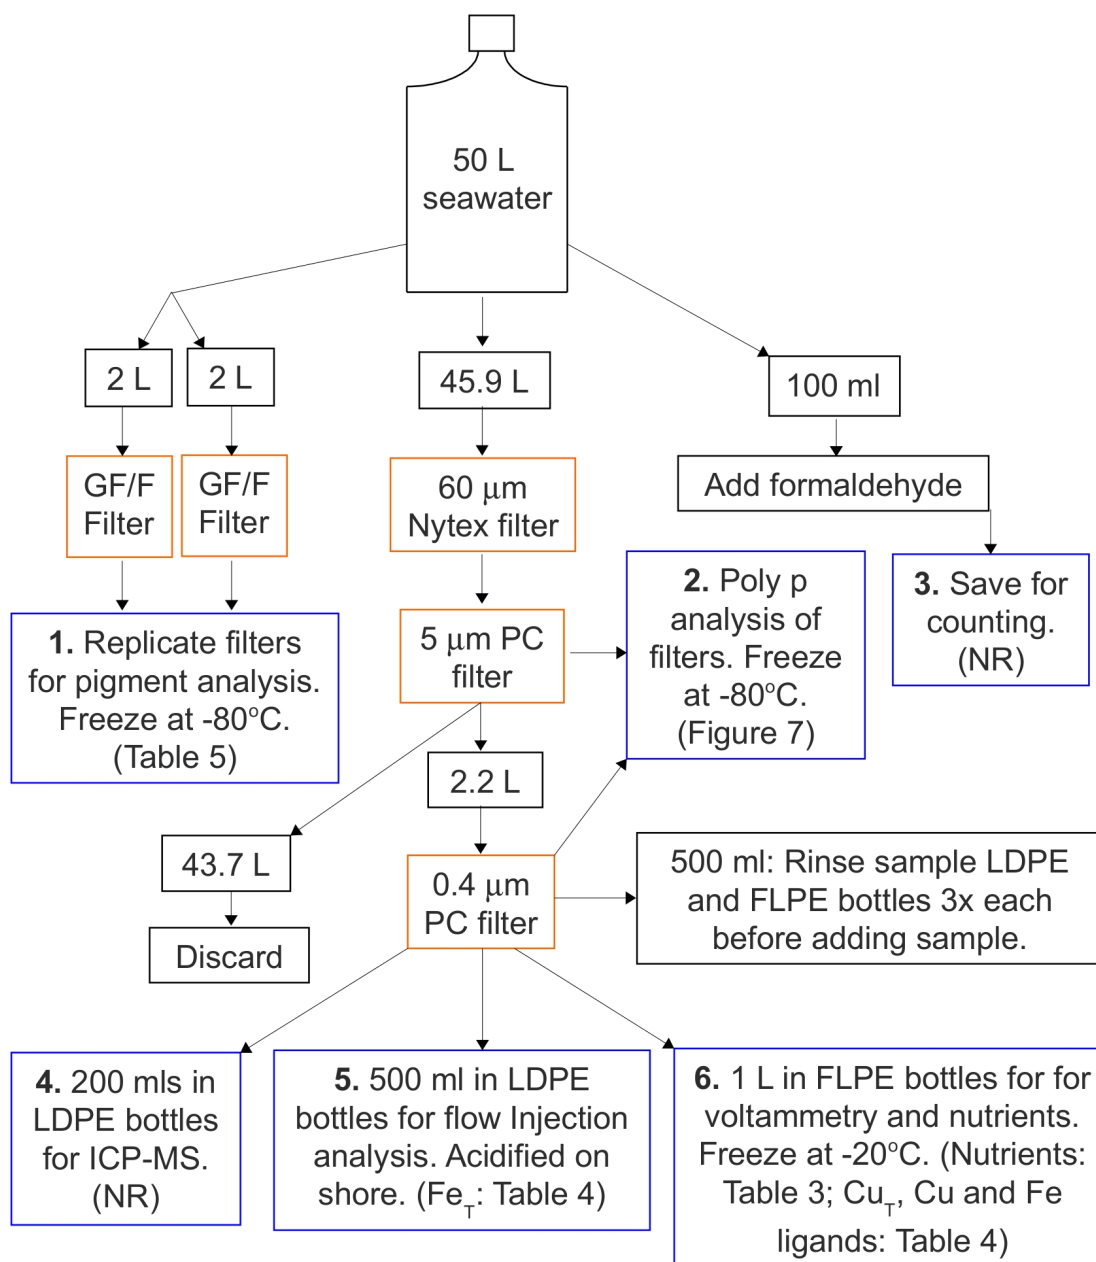 50 L
seawater
2 L
2 L
45.9 L
100 ml
GF/F
Filter
GF/F
Filter
60 μm
Nytex filter
Add formaldehyde
1. Replicate filters
for pigment analysis.
Freeze at -80°C.
(Table 5)
5 μm PC
filter
2. Poly p
analysis of
filters. Freeze
at -80°C.
(Figure 7)
3. Save for
counting.
(NR)
2.2 L
43.7 L
Discard
0.4 μm
PC filter
500 ml: Rinse sample LDPE
and FLPE bottles 3x each
before adding sample.
4. 200 mls in
LDPE bottles
for ICP-MS.
(NR)
5. 500 ml in LDPE
bottles for flow Injection
analysis. Acidified on
shore. (Fe_T: Table 4)
6. 1 L in FLPE bottles for for
voltammetry and nutrients.
Freeze at -20°C. (Nutrients:
Table 3; Cu_T, Cu and Fe
ligands: Table 4)